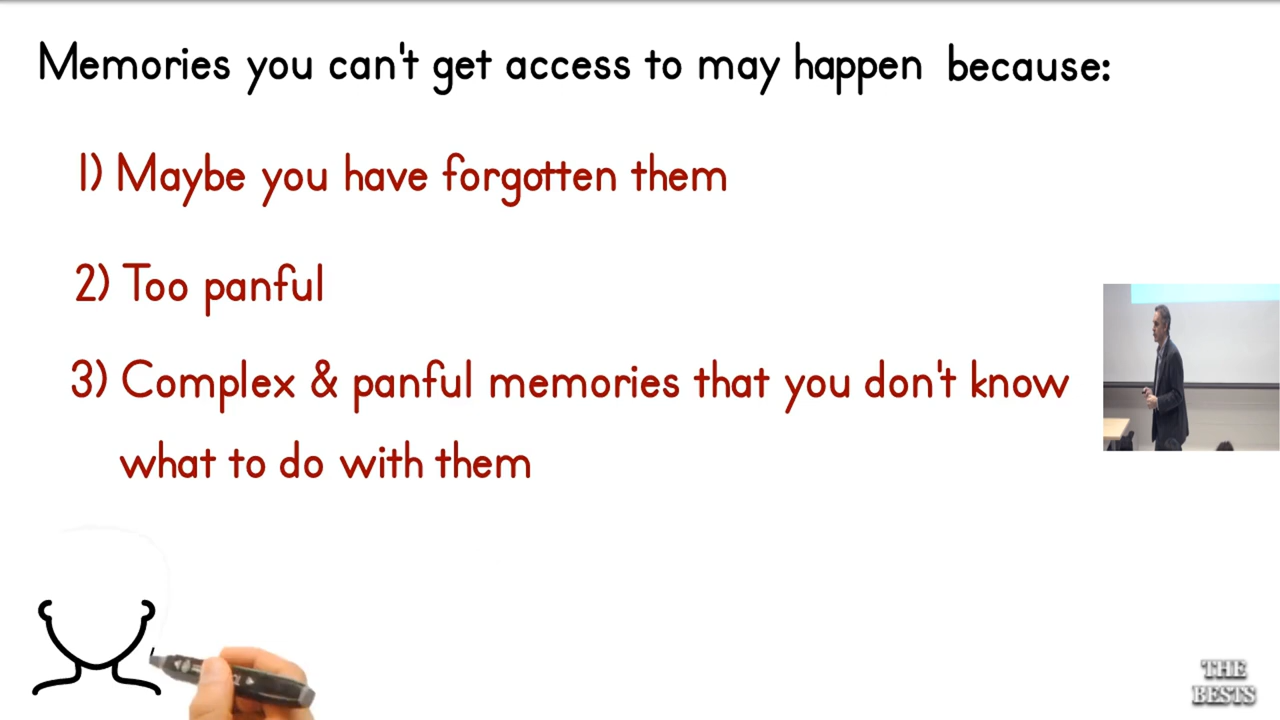 Memories you can't get access to may happen because:
1) Maybe you have forgotten them
2) Too panful
3) Complex & panful memories that you don't know
what to do with them
THE
BESTS